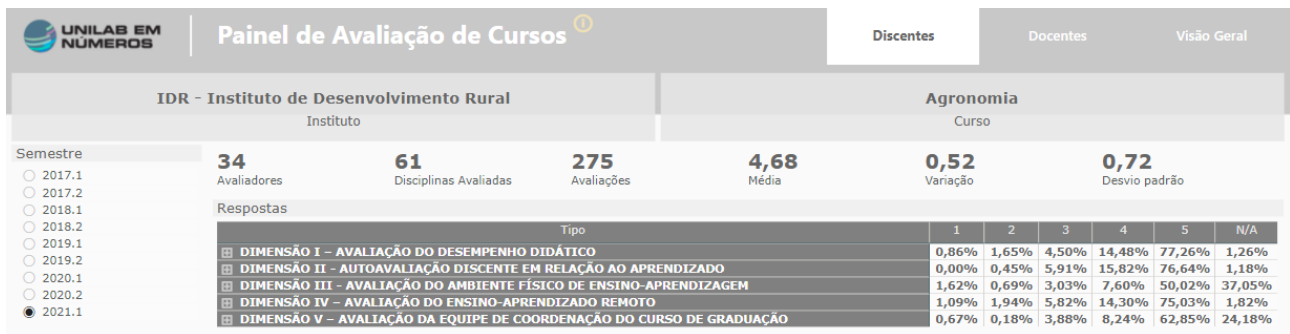 UNILAB EM NÚMEROS
Painel de Avaliação de Cursos
Discentes Docentes Visão Geral
IDR - Instituto de Desenvolvimento Rural
Instituto
Agronomia
Curso
Semestre
2017.1
2017.2
2018.1
2018.2
2019.1
2019.2
2020.1
2020.2
2021.1
34 61 275 4,68 0,52 0,72
Avaliadores Disciplinas Avaliadas Avaliações Média Variação Desvio padrão
Respostas
Tipo 1 2 3 4 5 N/A
DIMENSÃO I – AVALIAÇÃO DO DESEMPENHO DIDÁTICO 0,86% 1,65% 4,50% 14,48% 77,26% 1,26%
DIMENSÃO II - AUTOAVALIAÇÃO DISCENTE EM RELAÇÃO AO APRENDIZADO 0,00% 0,45% 5,91% 15,82% 76,64% 1,18%
DIMENSÃO III - AVALIAÇÃO DO AMBIENTE FÍSICO DE ENSINO-APRENDIZAGEM 1,62% 0,69% 3,03% 7,60% 50,02% 37,05%
DIMENSÃO IV – AVALIAÇÃO DO ENSINO-APRENDIZADO REMOTO 1,09% 1,94% 5,82% 14,30% 75,03% 1,82%
DIMENSÃO V – AVALIAÇÃO DA EQUIPE DE COORDENAÇÃO DO CURSO DE GRADUAÇÃO 0,67% 0,18% 3,88% 8,24% 62,85% 24,18%